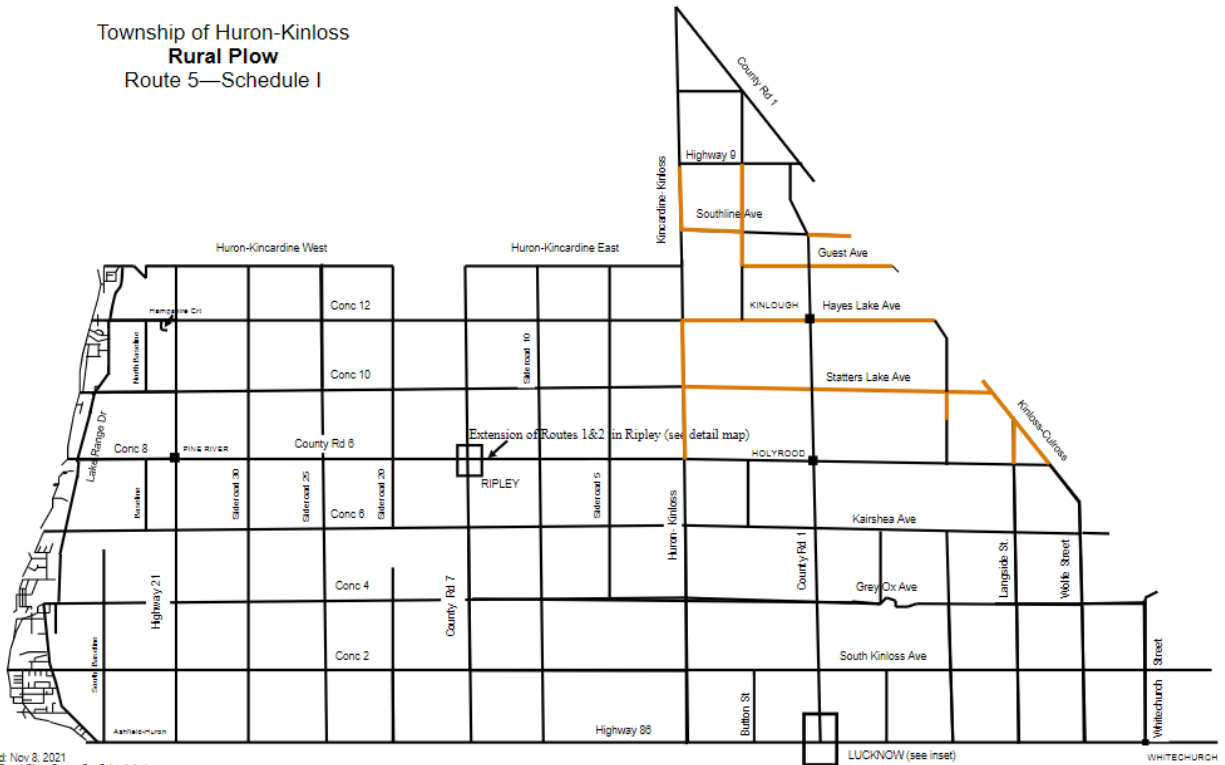 Township of Huron-Kinloss
Rural Plow
Route 5—Schedule I
County Rd 1
Highway 9
Kincardine-Kinloss
Southline Ave
Huron-Kincardine West
Huron-Kincardine East
Guest Ave
Hampshire Crt
Conc 12
KINLOUGH
Hayes Lake Ave
North Baseline
Sideroad 10
Conc 10
Statters Lake Ave
Kinloss-Culross
Lake Range Dr
Extension of Routes 1&2 in Ripley (see detail map)
Conc 8
PINE RIVER
County Rd 6
HOLYROOD
RIPLEY
Baseline
Sideroad 30
Sideroad 25
Sideroad 20
Sideroad 5
Conc 6
Huron- Kinloss
Kairshea Ave
Highway 21
Conc 4
County Rd 7
County Rd 1
Grey Ox Ave
Langside St.
Wolfe Street
South Baseline
Conc 2
South Kinloss Ave
Whitechurch Street
Button St
Ashfield-Huron
Highway 86
LUCKNOW (see inset)
WHITECHURCH
d: Nov 8, 2021